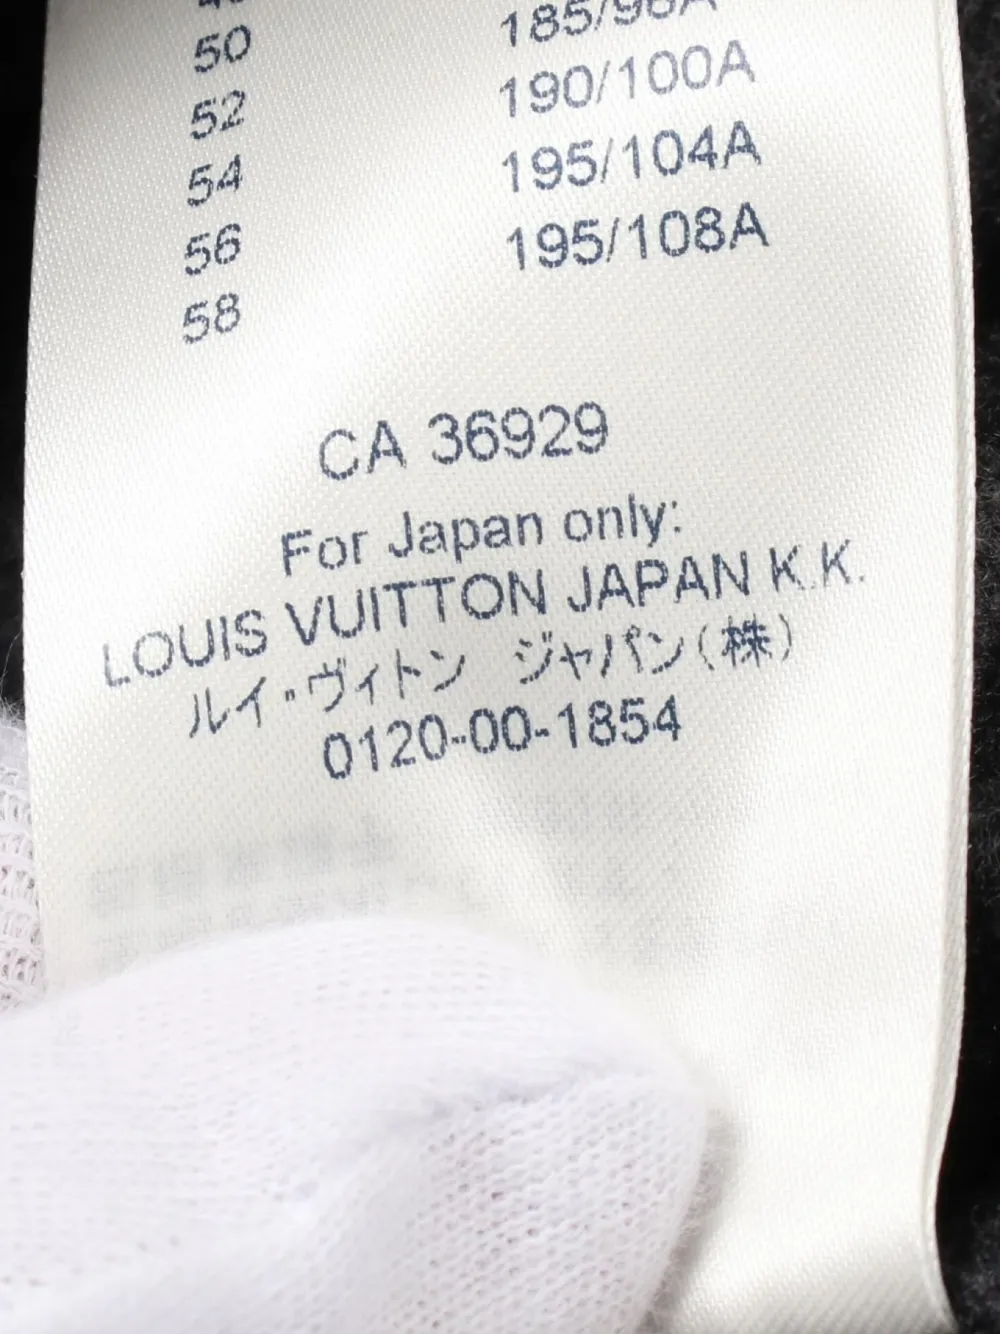 50 185/96A
52 190/100A
54 195/104A
56 195/108A
58
CA 36929
For Japan only:
LOUIS VUITTON JAPAN K.K.
ルイ・ヴィトン ジャパン(株)
0120-00-1854